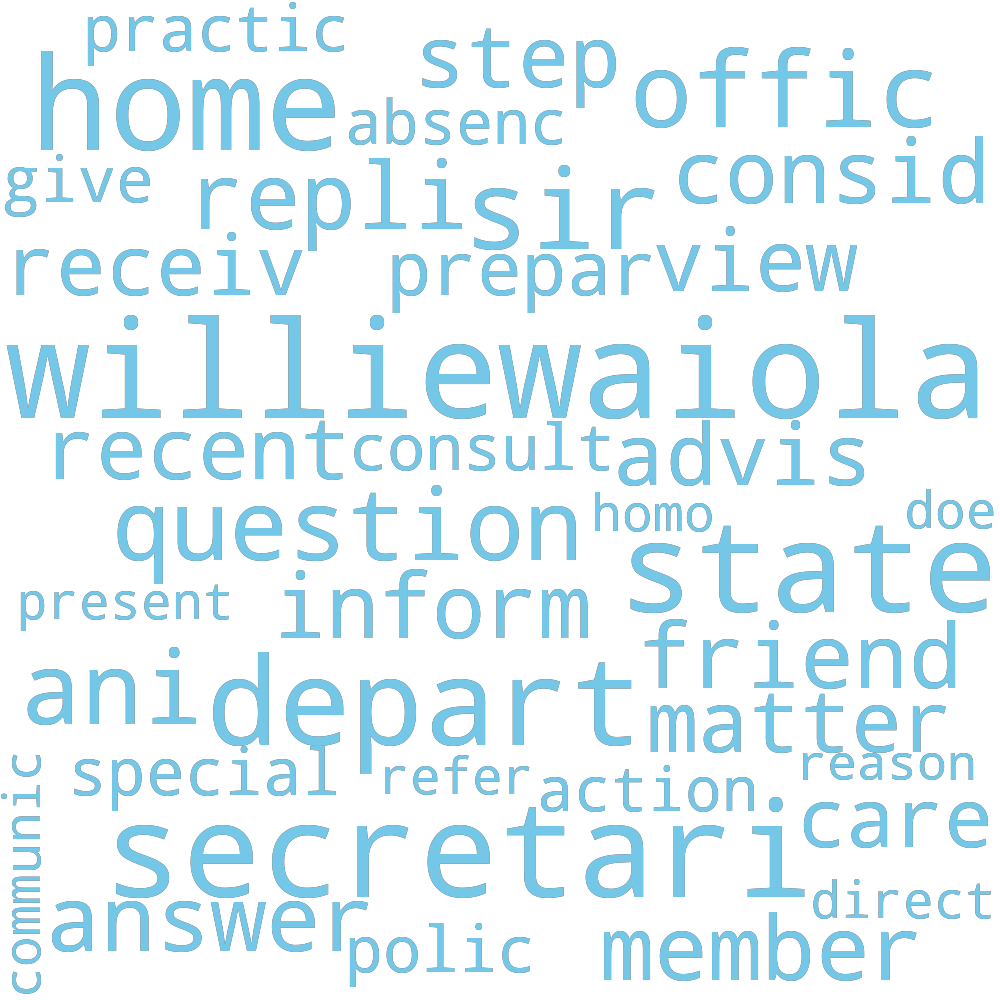 practic
step
offic
home
absenc
consid
give
repli
sir
receiv
prepar
view
williewaiola
recent
consult
advis
question
homo
doe
state
present
inform
friend
ani
depart
matter
communic
special
refer
action
reason
care
secretari
answer
direct
polic
member